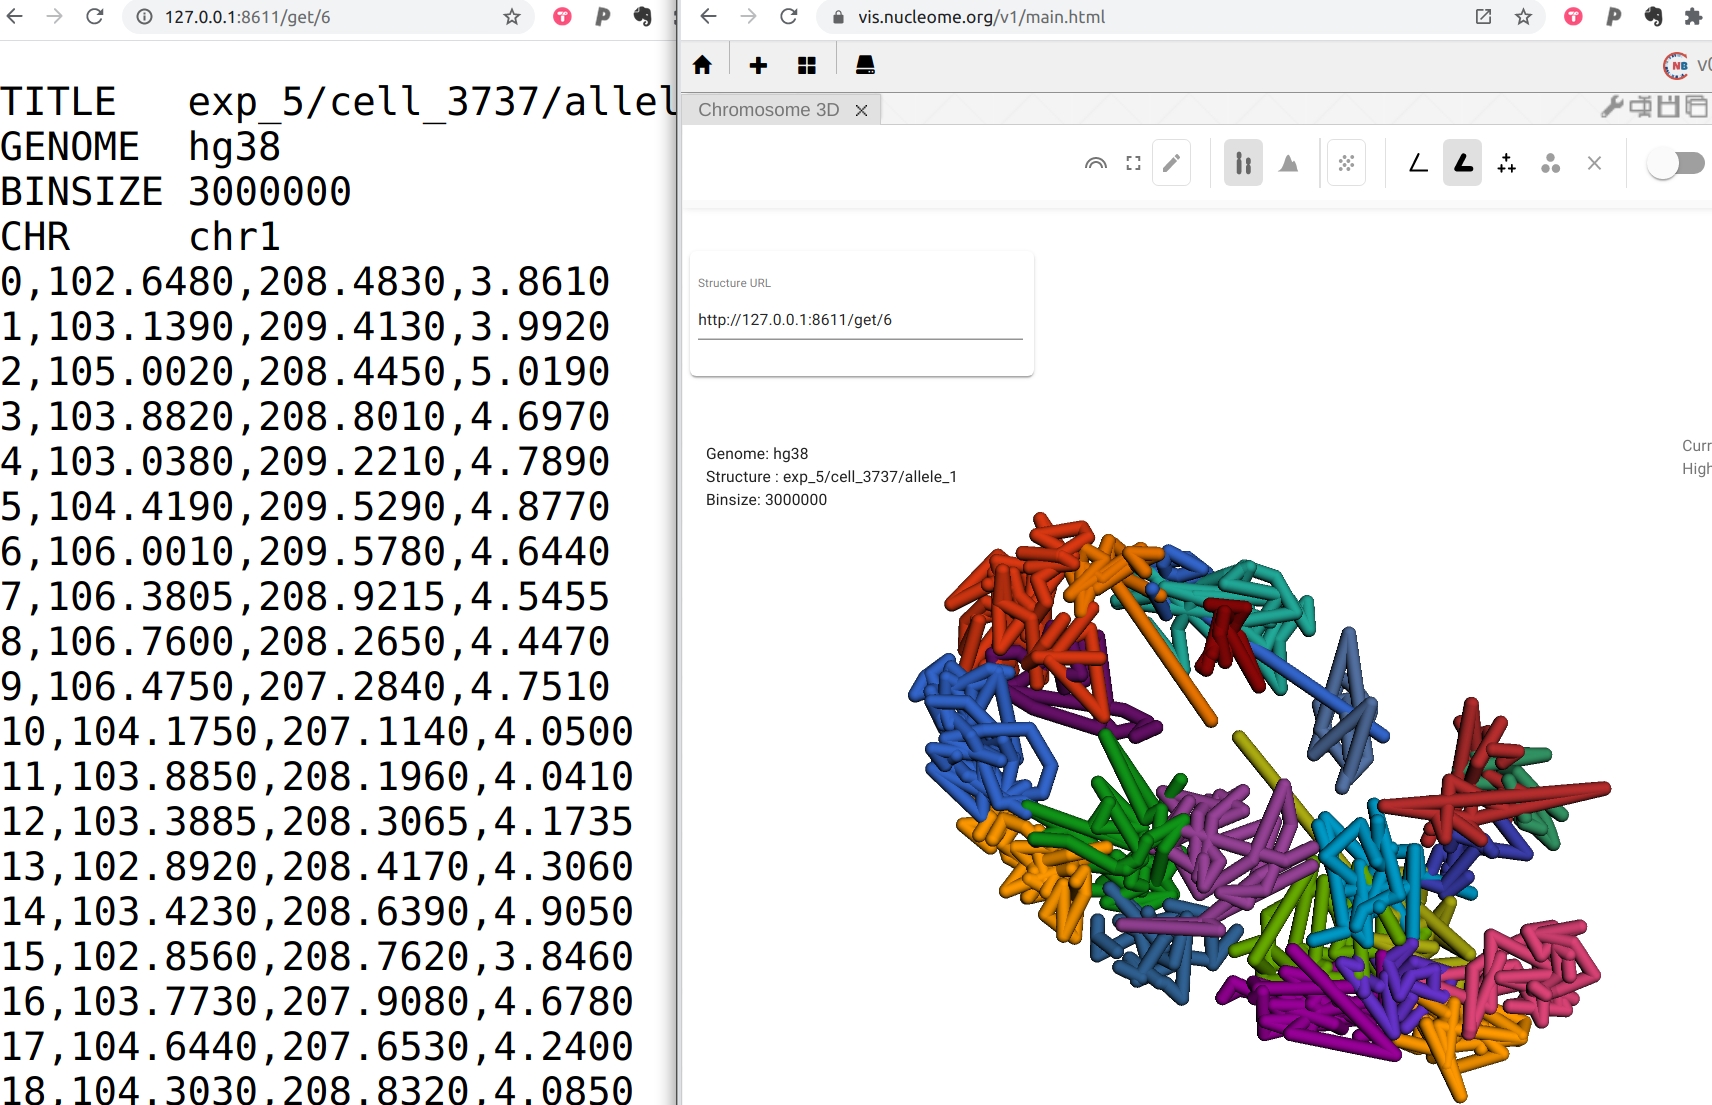 127.0.0.1:8611/get/6
TITLE exp_5/cell_3737/allel
GENOME hg38
BINSIZE 3000000
CHR chr1
0,102.6480,208.4830,3.8610
1,103.1390,209.4130,3.9920
2,105.0020,208.4450,5.0190
3,103.8820,208.8010,4.6970
4,103.0380,209.2210,4.7890
5,104.4190,209.5290,4.8770
6,106.0010,209.5780,4.6440
7,106.3805,208.9215,4.5455
8,106.7600,208.2650,4.4470
9,106.4750,207.2840,4.7510
10,104.1750,207.1140,4.0500
11,103.8850,208.1960,4.0410
12,103.3885,208.3065,4.1735
13,102.8920,208.4170,4.3060
14,103.4230,208.6390,4.9050
15,102.8560,208.7620,3.8460
16,103.7730,207.9080,4.6780
17,104.6440,207.6530,4.2400
18,104.3030,208.8320,4.0850
vis.nucleome.org/v1/main.html
NB v0
Chromosome 3D
Structure URL
http://127.0.0.1:8611/get/6
Genome: hg38
Structure : exp_5/cell_3737/allele_1
Binsize: 3000000
Curr
High